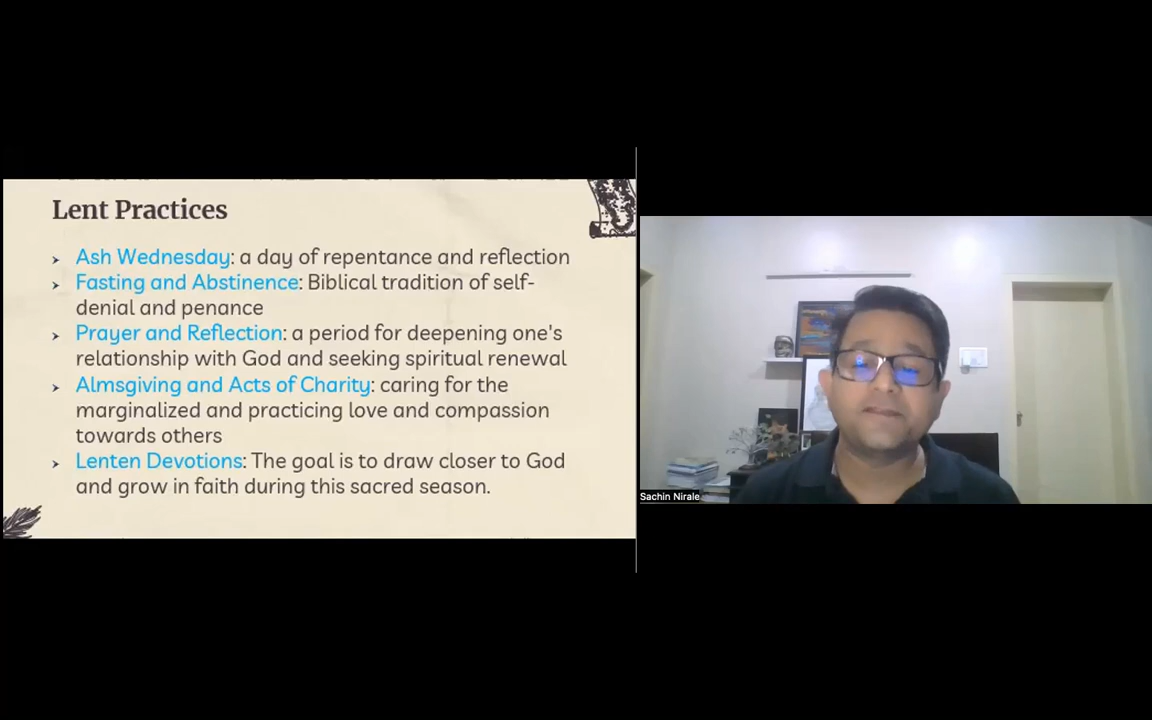 Lent Practices
Ash Wednesday: a day of repentance and reflection
Fasting and Abstinence: Biblical tradition of self-
denial and penance
Prayer and Reflection: a period for deepening one's
relationship with God and seeking spiritual renewal
Almsgiving and Acts of Charity: caring for the
marginalized and practicing love and compassion
towards others
Lenten Devotions: The goal is to draw closer to God
and grow in faith during this sacred season.
Sachin Nirale